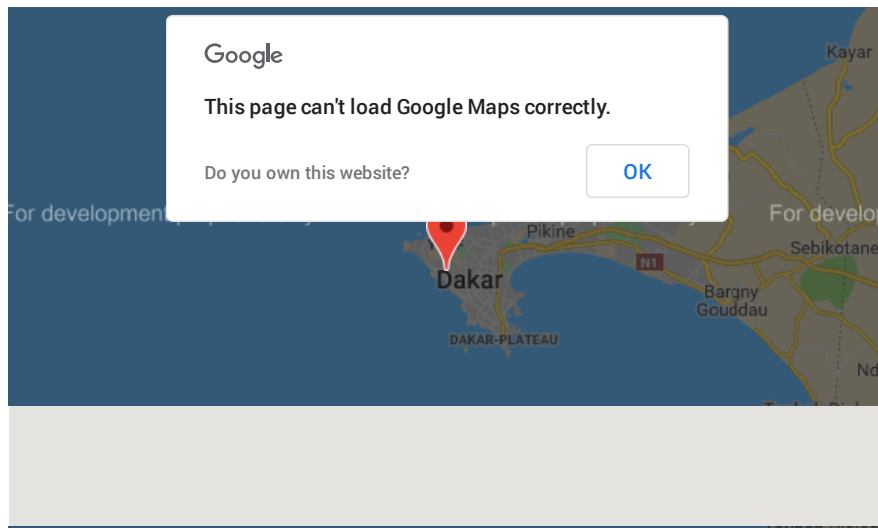 Google
This page can't load Google Maps correctly.
Do you own this website?
OK
Kayar
For development
For develo
Pikine
Sebikotane
N1
Dakar
Bargny
Gouddau
DAKAR-PLATEAU
Nd